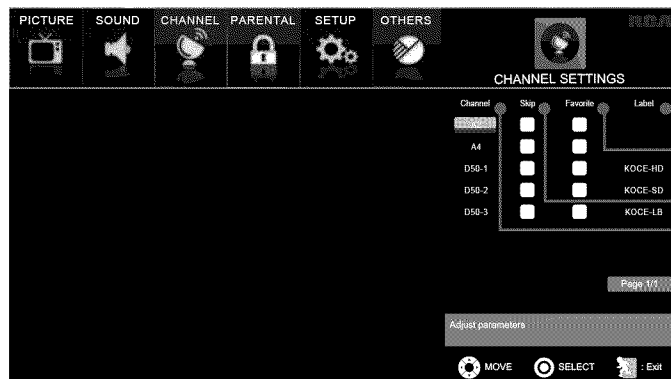 PICTURE SOUND CHANNEL PARENTAL SETUP OTHERS
RCA
CHANNEL SETTINGS
Channel Skip Favorite Label
A4
D50-1 KOCE-HD
D50-2 KOCE-SD
D50-3 KOCE-LB
Page 1/1
Adjust parameters
MOVE SELECT : Exit